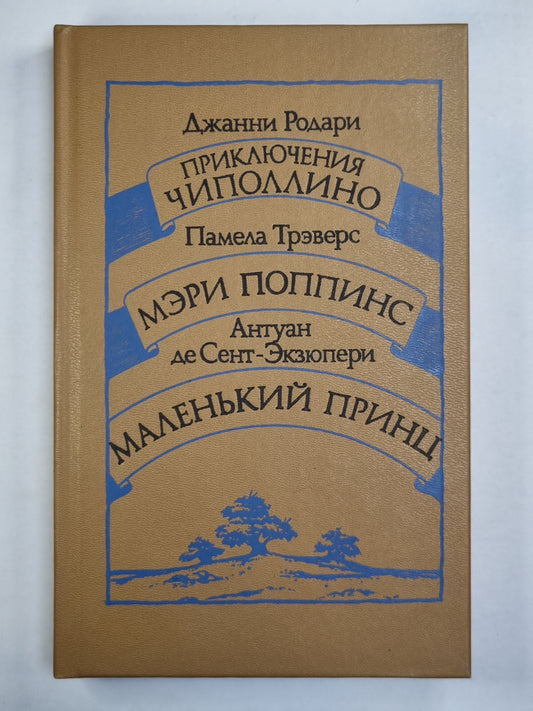 Джанни Родари
ПРИКЛЮЧЕНИЯ
ЧИПОЛЛИНО
Памела Трэверс
МЭРИ ПОППИНС
Антуан
де Сент-Экзюпери
МАЛЕНЬКИЙ ПРИНЦ